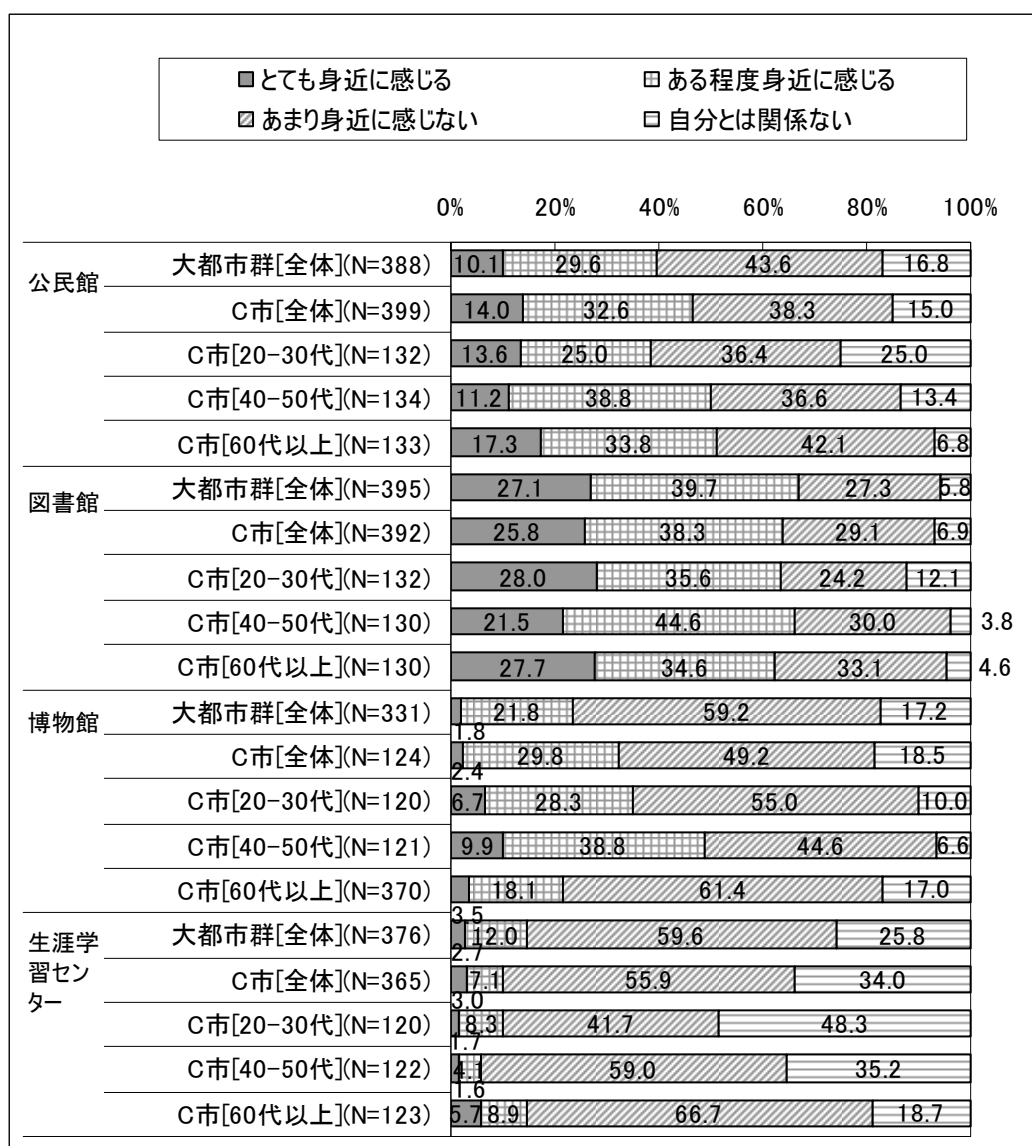 とても身近に感じる ある程度身近に感じる
あまり身近に感じない 自分とは関係ない
0% 20% 40% 60% 80% 100%
公民館
大都市群[全体](N=388) 10.1 29.6 43.6 16.8
C市[全体](N=399) 14.0 32.6 38.3 15.0
C市[20-30代](N=132) 13.6 25.0 36.4 25.0
C市[40-50代](N=134) 11.2 38.8 36.6 13.4
C市[60代以上](N=133) 17.3 33.8 42.1 6.8
図書館
大都市群[全体](N=395) 27.1 39.7 27.3 5.8
C市[全体](N=392) 25.8 38.3 29.1 6.9
C市[20-30代](N=132) 28.0 35.6 24.2 12.1
C市[40-50代](N=130) 21.5 44.6 30.0 3.8
C市[60代以上](N=130) 27.7 34.6 33.1 4.6
博物館
大都市群[全体](N=331) 1.8 21.8 59.2 17.2
C市[全体](N=124) 2.4 29.8 49.2 18.5
C市[20-30代](N=120) 6.7 28.3 55.0 10.0
C市[40-50代](N=121) 9.9 38.8 44.6 6.6
C市[60代以上](N=370) 3.5 18.1 61.4 17.0
生涯学
習セン
ター
大都市群[全体](N=376) 2.7 12.0 59.6 25.8
C市[全体](N=365) 3.0 7.1 55.9 34.0
C市[20-30代](N=120) 1.7 8.3 41.7 48.3
C市[40-50代](N=122) 1.6 4.1 59.0 35.2
C市[60代以上](N=123) 5.7 8.9 66.7 18.7